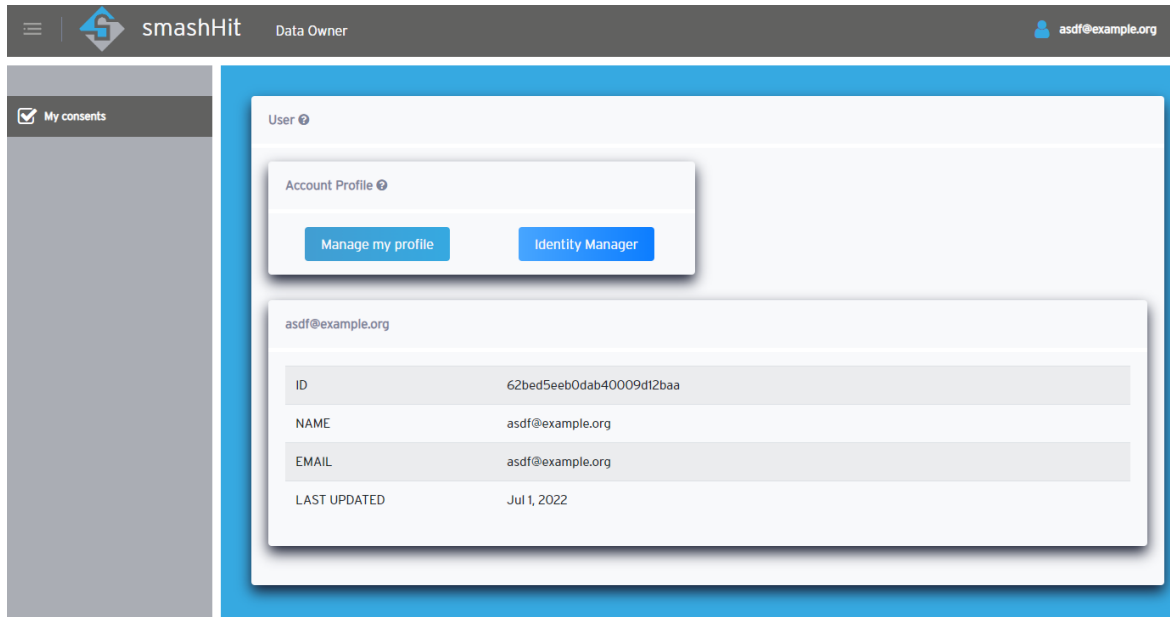 smashHit Data Owner asdf@example.org
My consents
User
Account Profile
Manage my profile Identity Manager
asdf@example.org
ID 62bed5eeb0dab40009d12baa
NAME asdf@example.org
EMAIL asdf@example.org
LAST UPDATED Jul 1, 2022